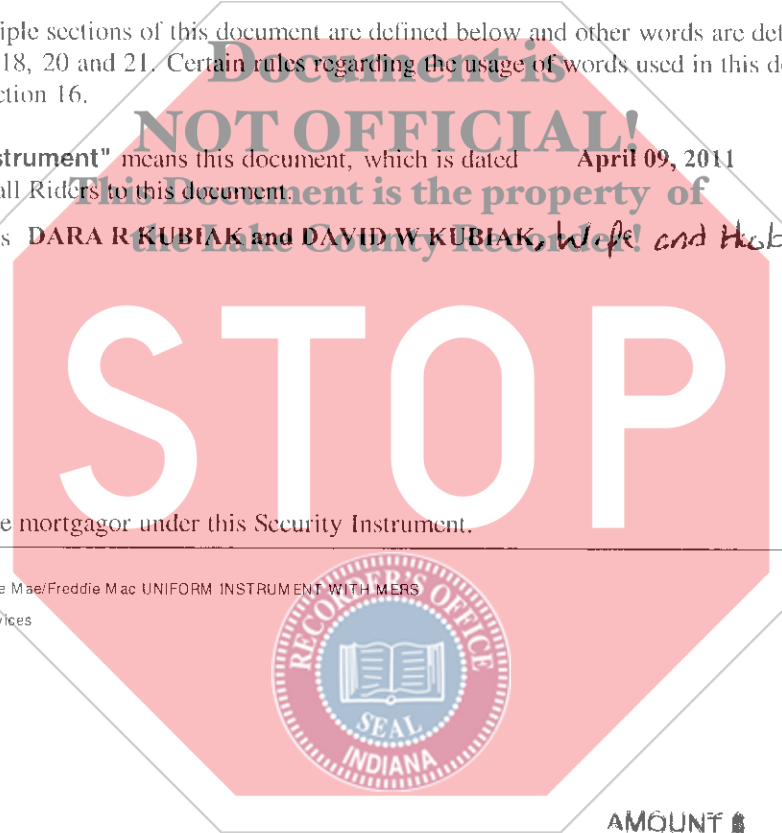 iple sections of this document are defined below and other words are def
Document is
18, 20 and 21. Certain rules regarding the usage of words used in this d
ction 16.
NOT OFFICIAL!
strument" means this document, which is dated April 09, 2011
all Riders to this document.
This Document is the property of
s DARA R KUBIAK and DAVID W KUBIAK, Wife and Hub
the Lake County Recorder!
STOP
e mortgagor under this Security Instrument.
e Mae/Freddie Mac UNIFORM INSTRUMENT WITH MERS
vices
RECORDER'S OFFICE
SEAL
INDIANA
AMOUNT $